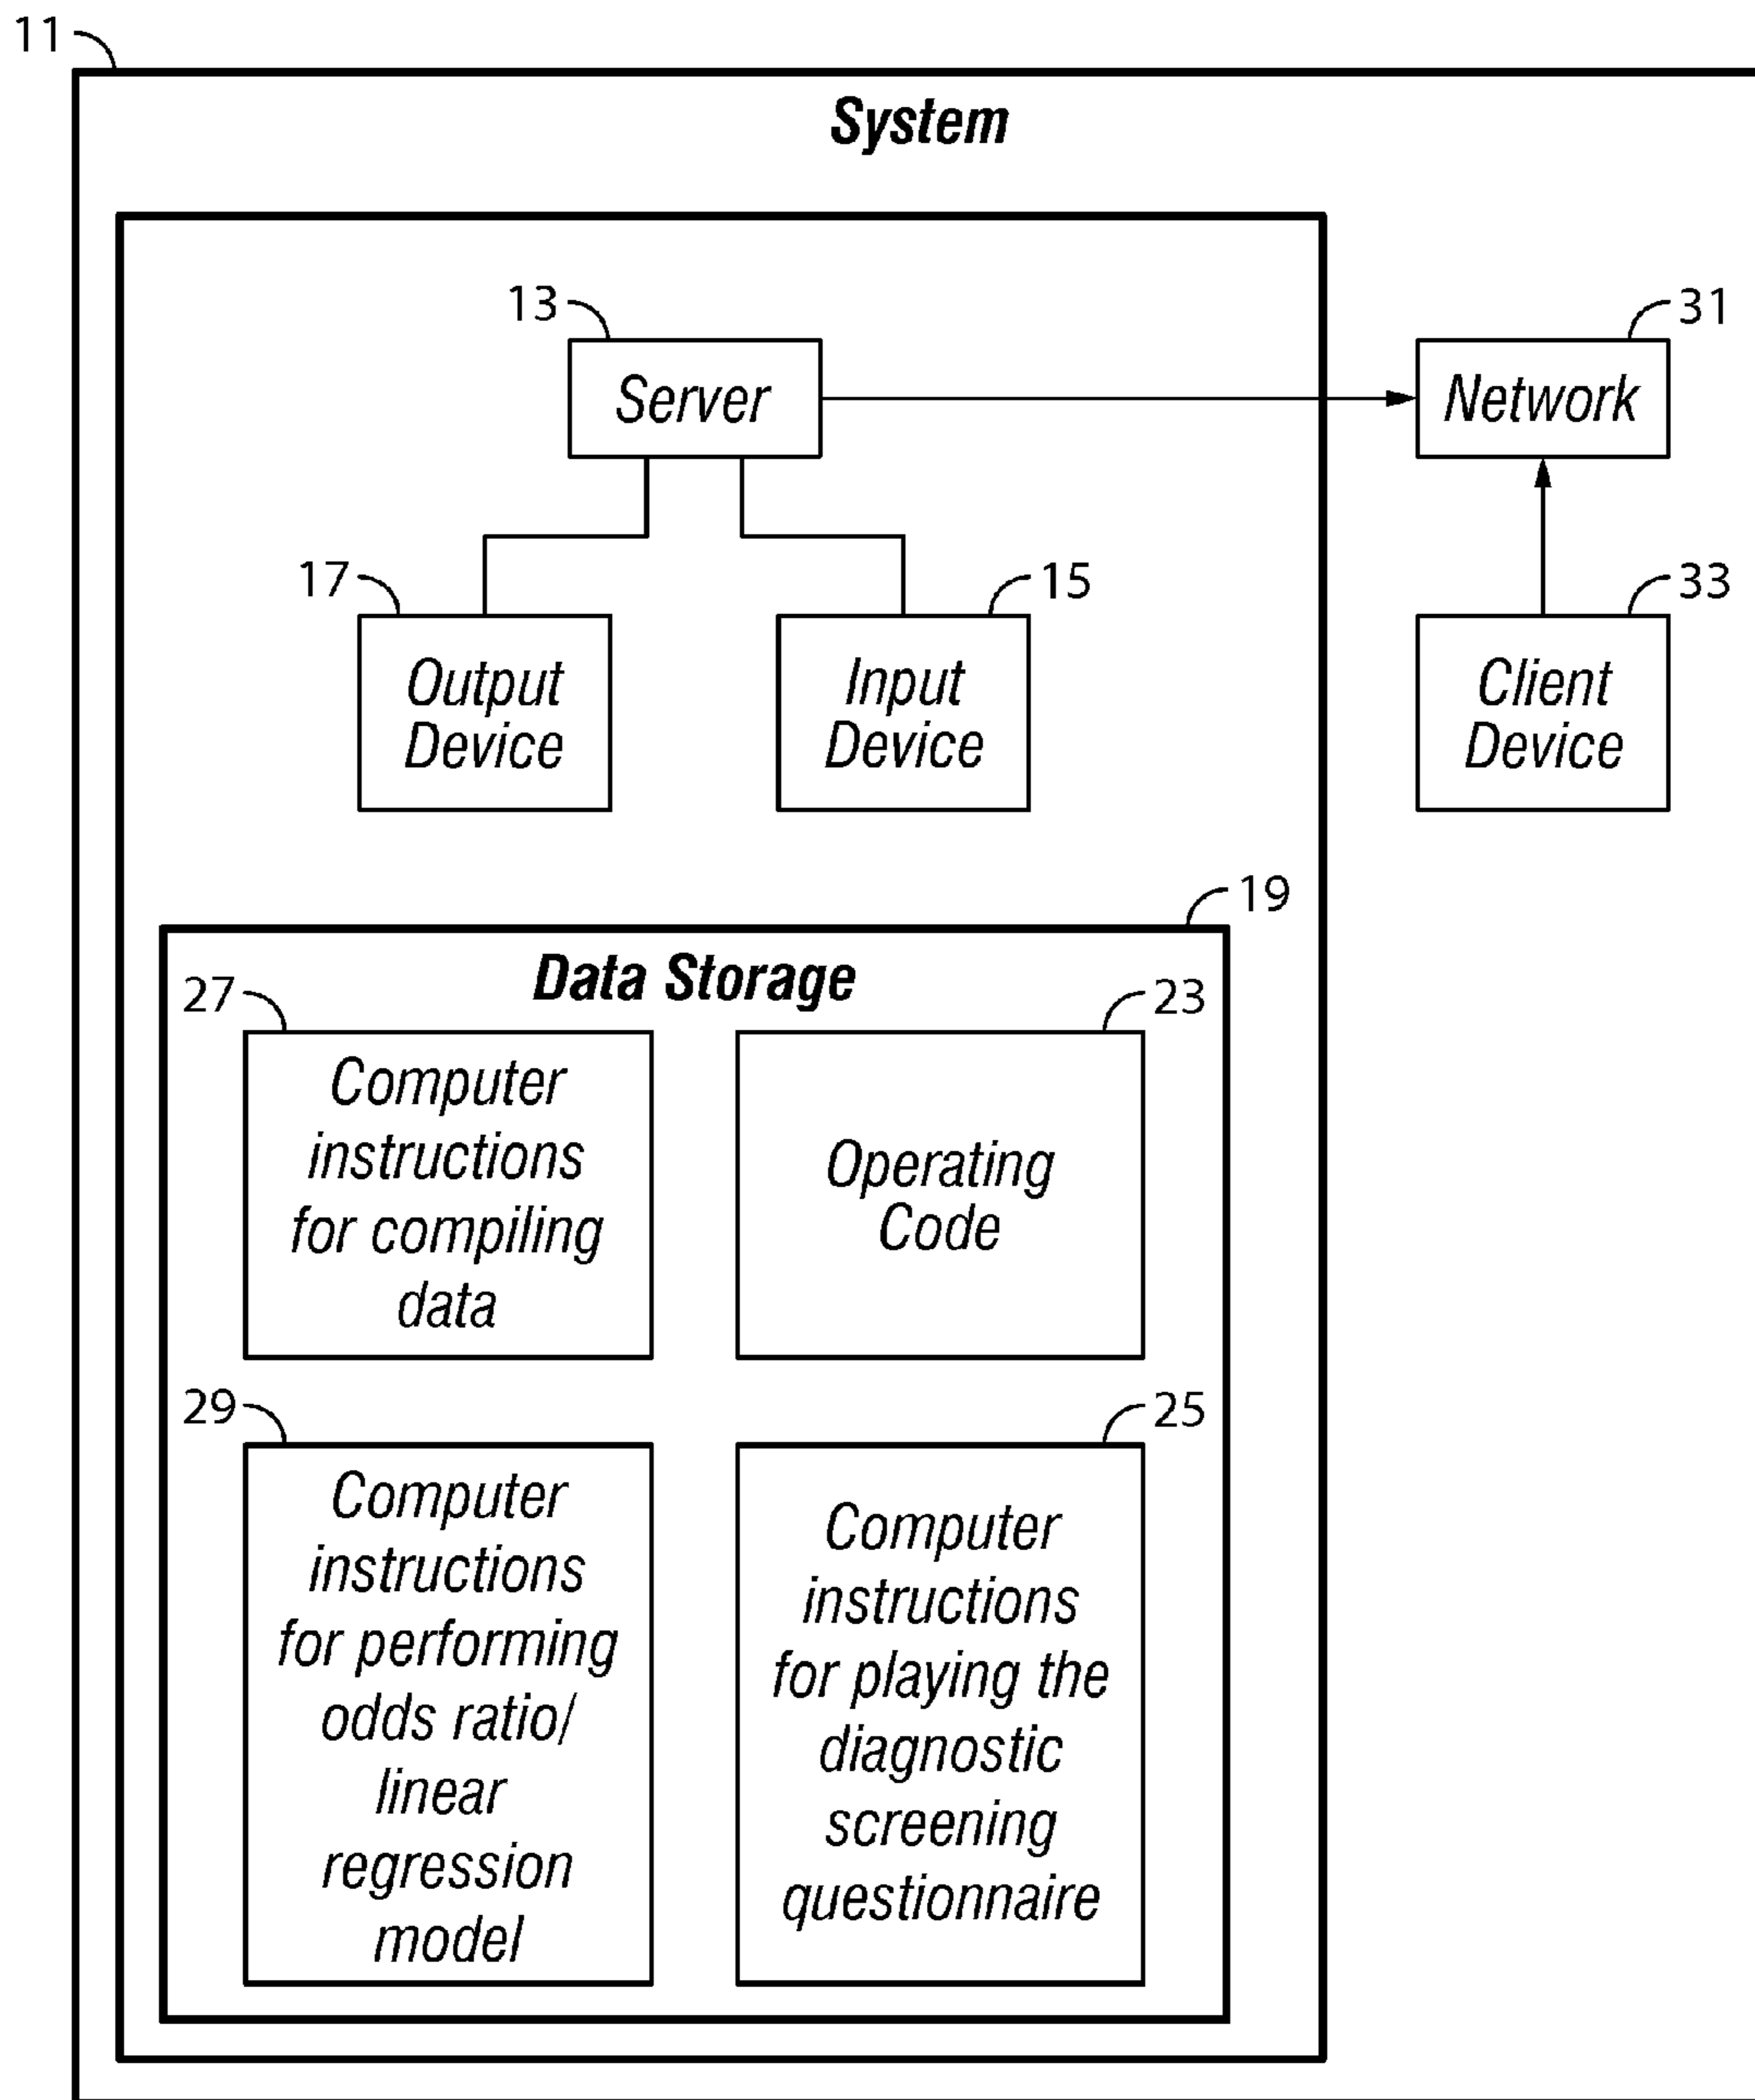 11
System
13
Server
31
Network
17
Output
Device
15
Input
Device
33
Client
Device
19
Data Storage
27
Computer
instructions
for compiling
data
23
Operating
Code
29
Computer
instructions
for performing
odds ratio/
linear
regression
model
25
Computer
instructions
for playing the
diagnostic
screening
questionnaire